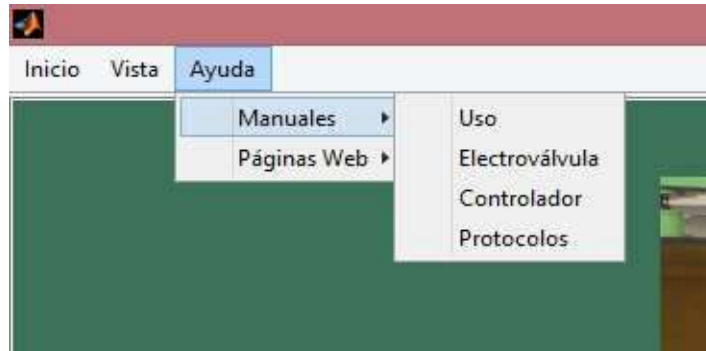 Inicio Vista Ayuda
Manuales
Páginas Web
Uso
Electroválvula
Controlador
Protocolos